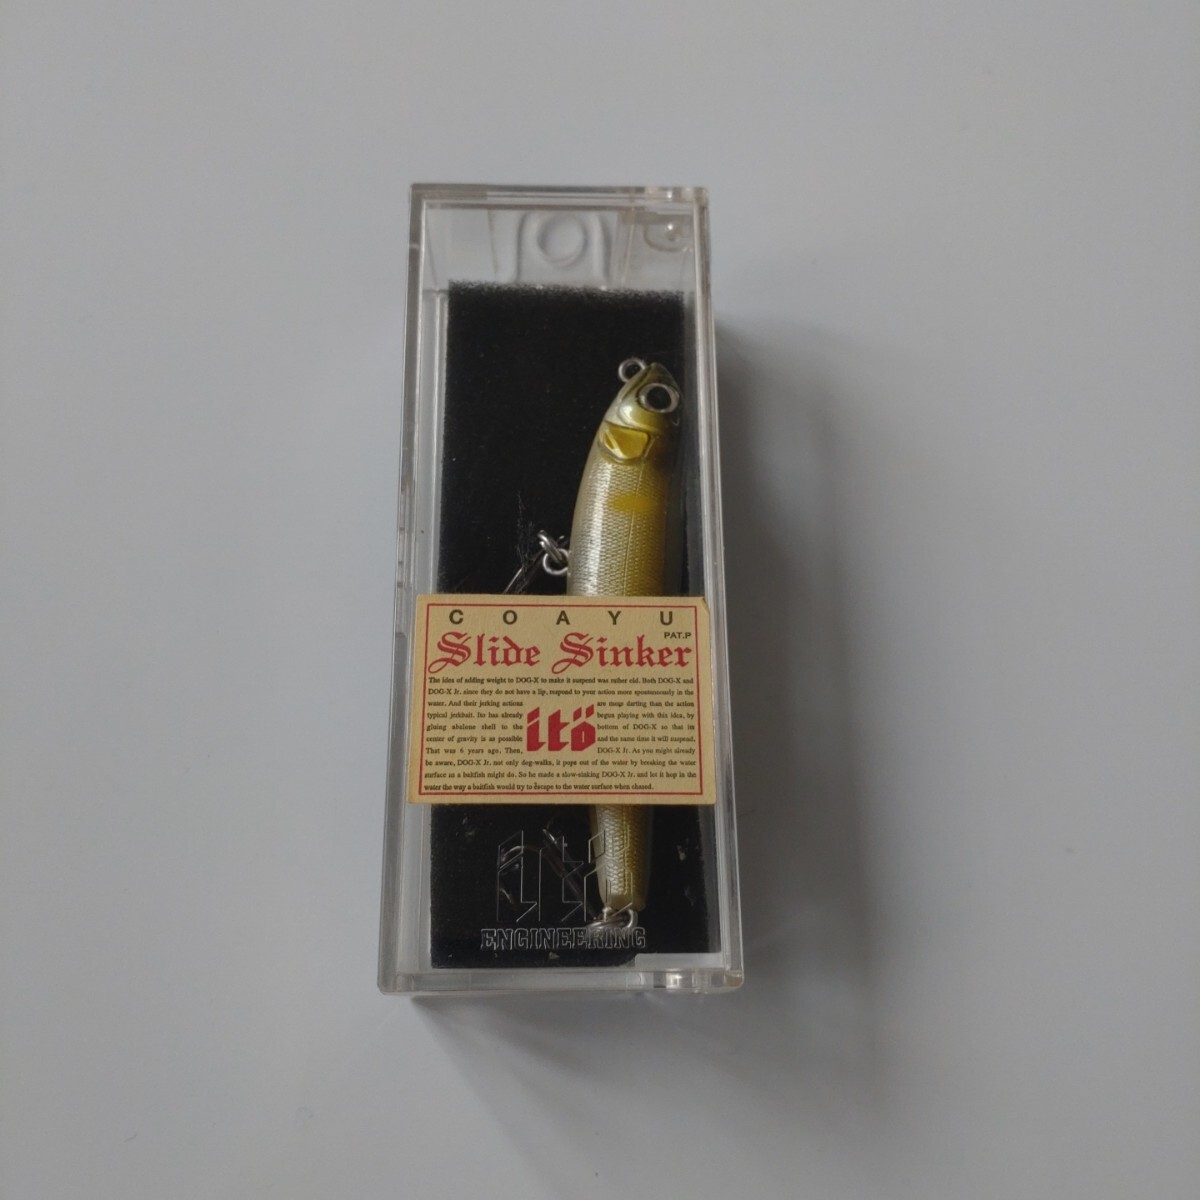 COAYU
PAT.P
Slide Sinker
The idea of adding weight to DOG-X to make it suspend was rather old. Both DOG-X and
DOG-X Jr. since they do not have a lip, respond to your action more spontaneously in the
water. And their jerking actions are more darting than the action
typical jerkbait. Ito has already begun playing with this idea, by
gluing abalone shell to the bottom of DOG-X so that its
center of gravity is as possible and the same time it will suspend.
That was 6 years ago. Then, DOG-X Jr. As you might already
be aware, DOG-X Jr. not only dog-walks, it pops out of the water by breaking the water
surface as a baitfish might do. So he made a slow-sinking DOG-X Jr. and let it hop in the
water the way a baitfish would try to escape to the water surface when chased.
itö
itö
ENGINEERING